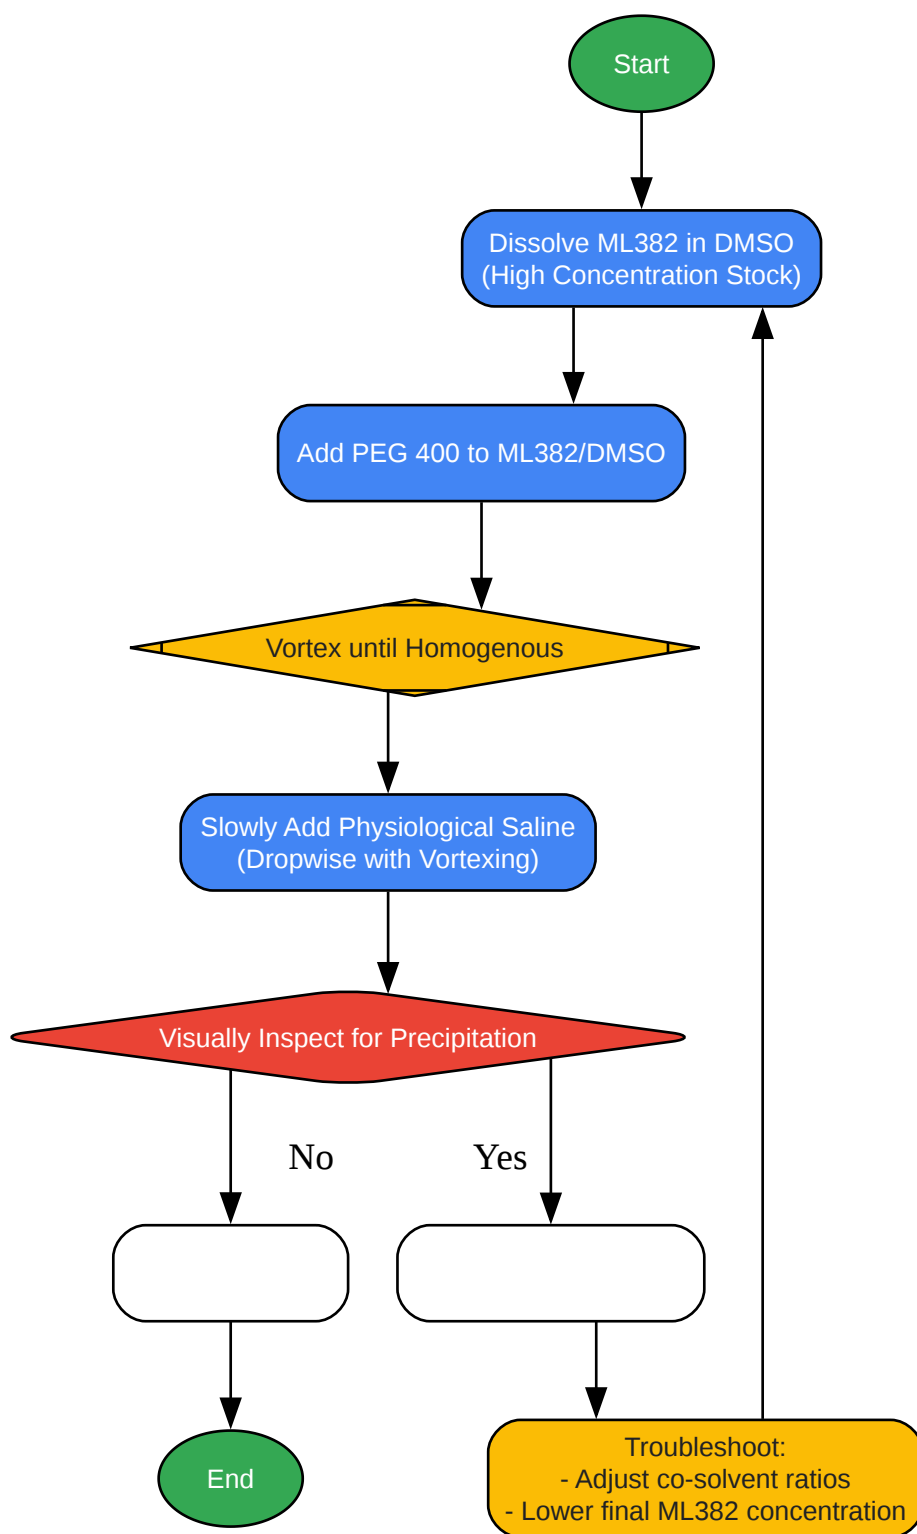 Start
Dissolve ML382 in DMSO
(High Concentration Stock)
Add PEG 400 to ML382/DMSO
Vortex until Homogenous
Slowly Add Physiological Saline
(Dropwise with Vortexing)
Visually Inspect for Precipitation
No
Yes
End
Troubleshoot:
- Adjust co-solvent ratios
- Lower final ML382 concentration